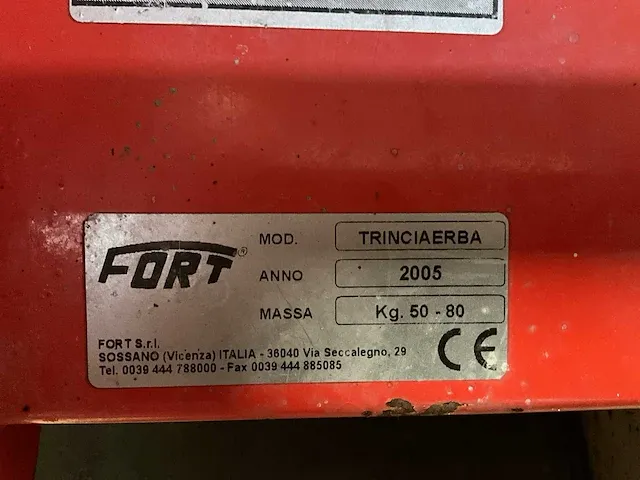 FORT®
MOD. TRINCIAERBA
ANNO 2005
MASSA Kg. 50 - 80
FORT S.r.l.
SOSSANO (Vicenza) ITALIA - 36040 Via Seccalegno, 29
Tel. 0039 444 788000 - Fax 0039 444 885085
CE